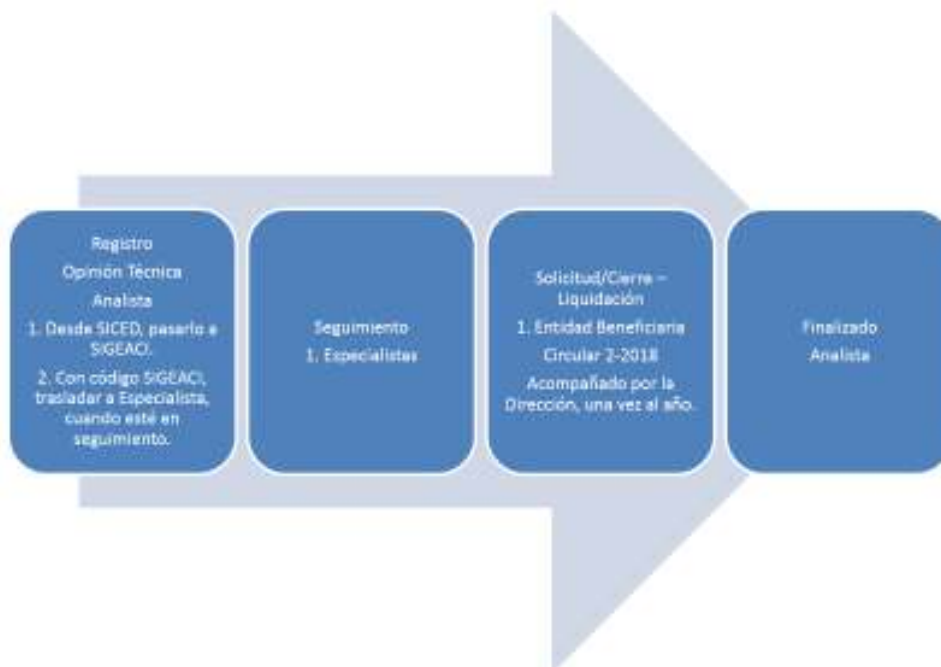 Registro
Opinión Técnica
Analista
1. Desde SICED, pasarlo a
SIGEACI.
2. Con código SIGEACI,
trasladar a Especialista,
cuando esté en
seguimiento.
Seguimiento
1. Especialistas
Solicitud/Cierre –
Liquidación
1. Entidad Beneficiaria
Circular 2-2018
Acompañado por la
Dirección, una vez al año.
Finalizado
Analista